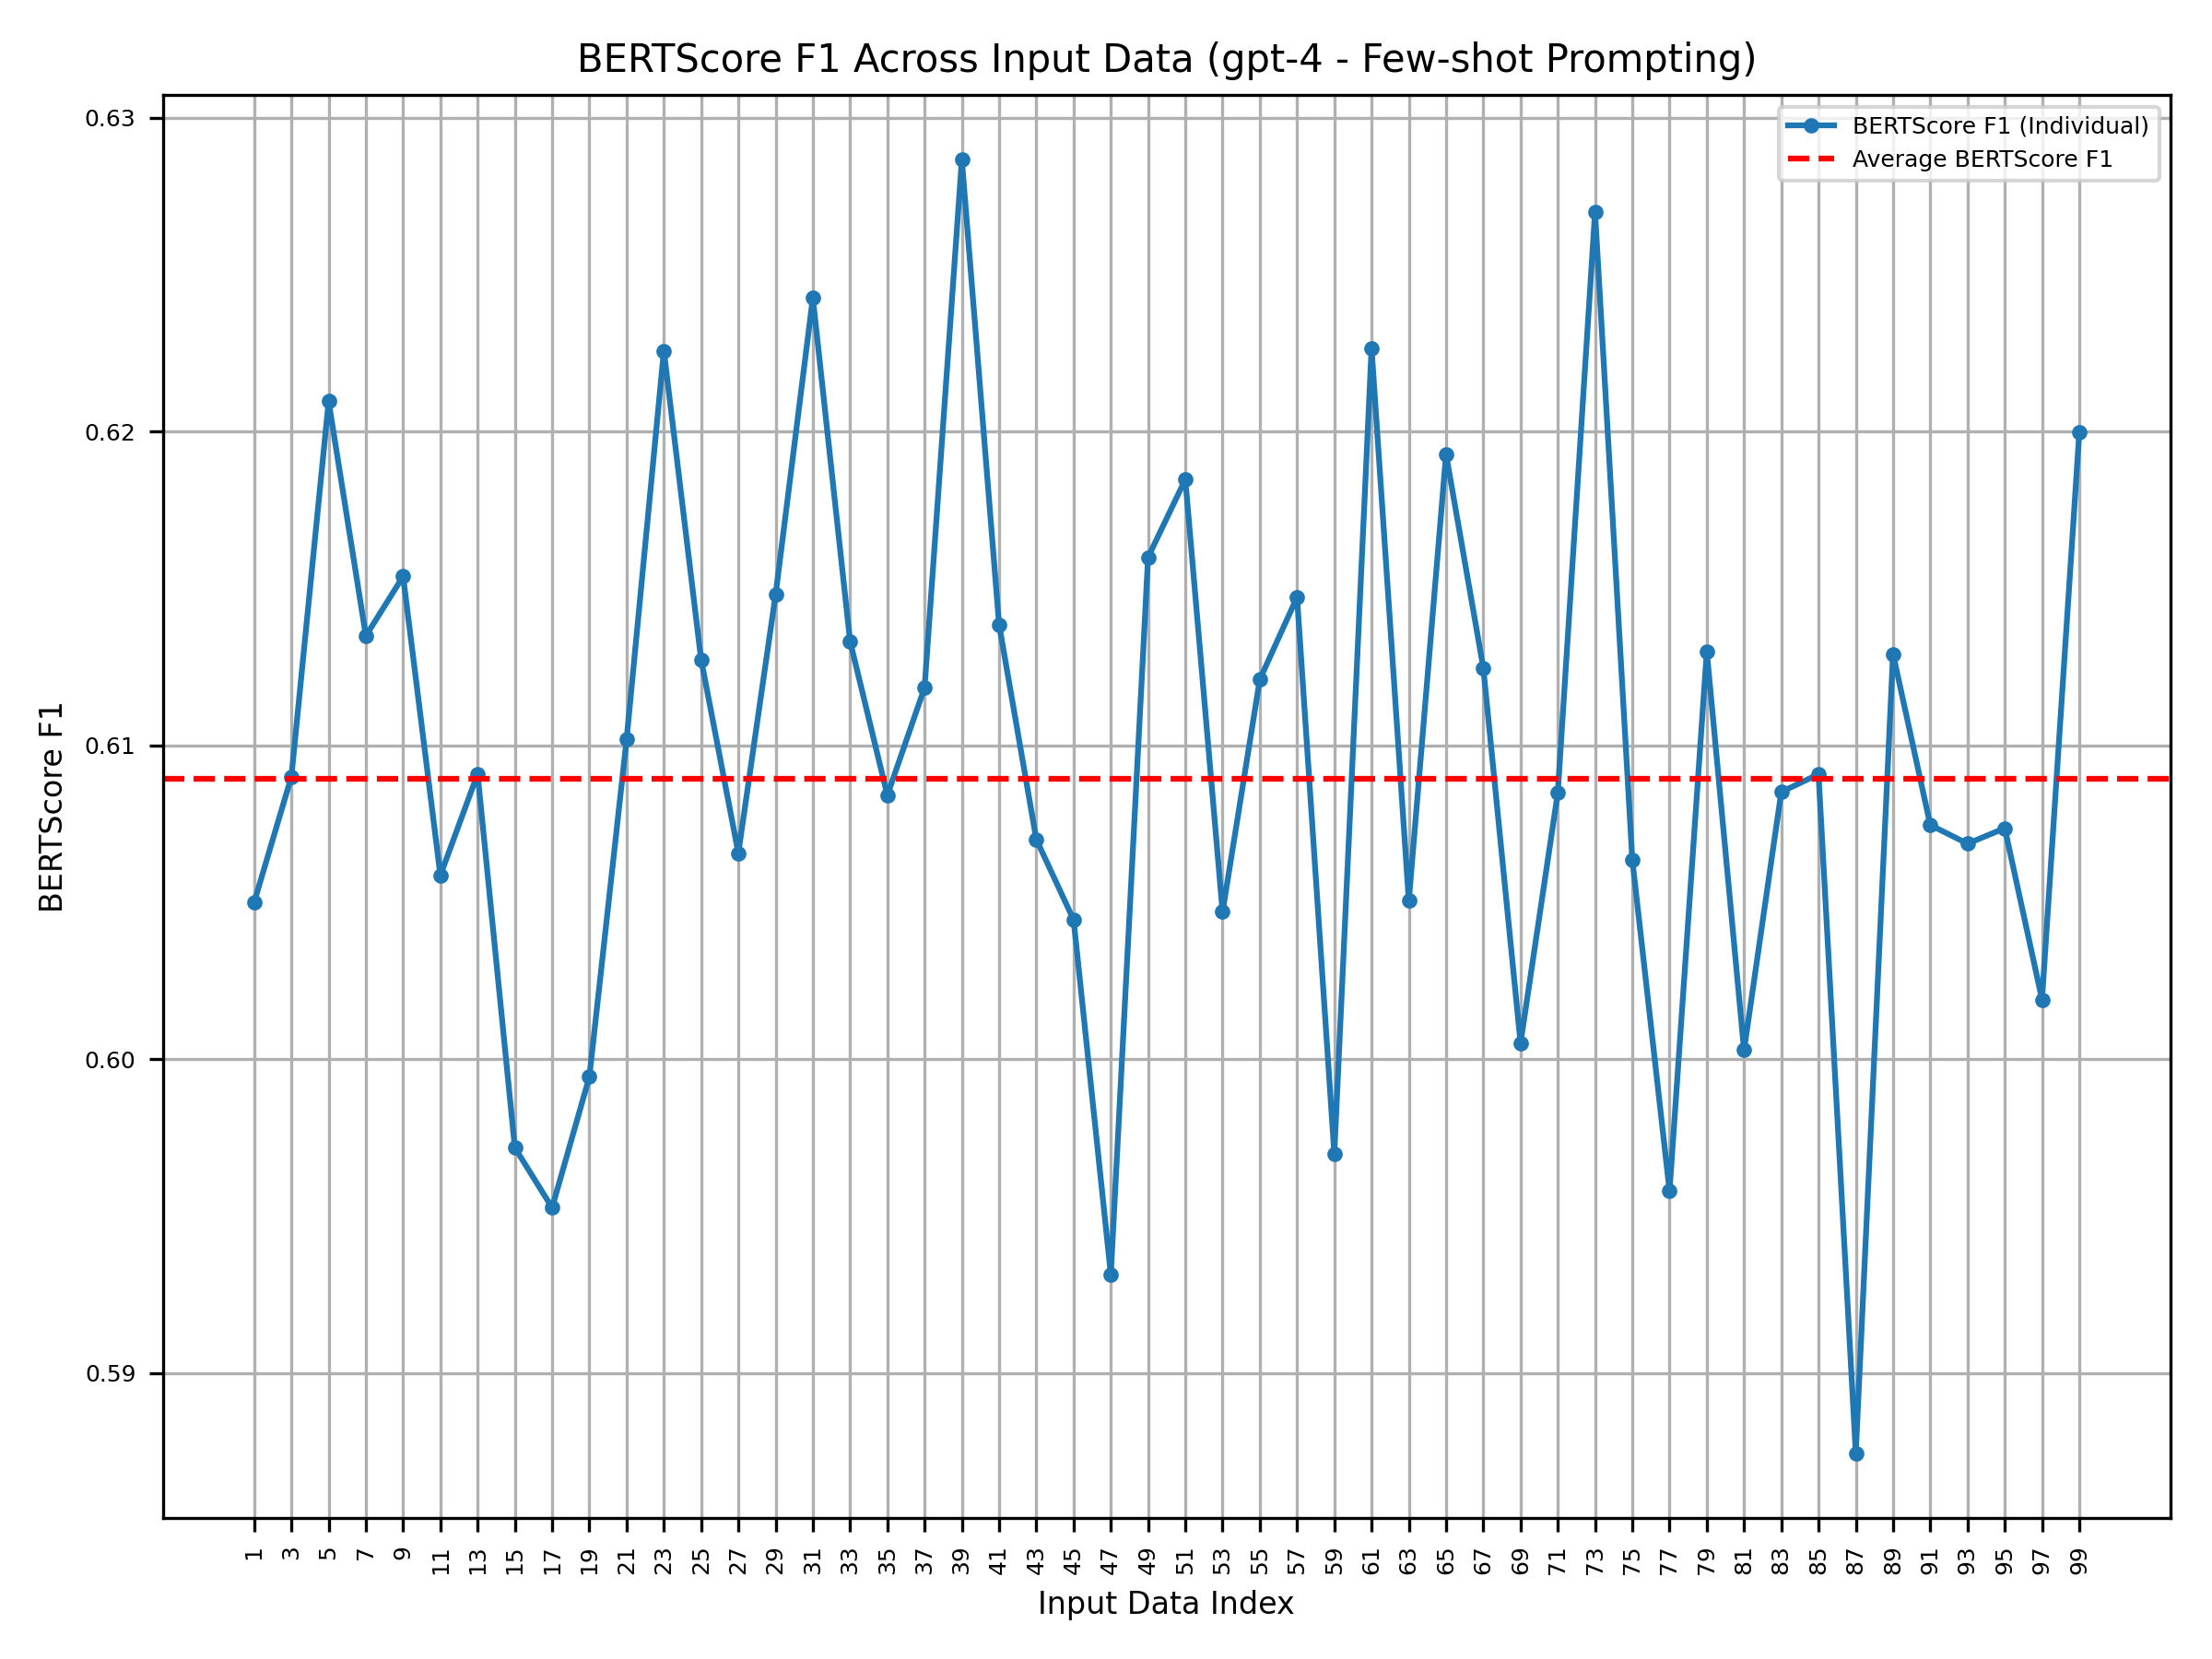 BERTScore F1 Across Input Data (gpt-4 - Few-shot Prompting)
BERTScore F1 (Individual)
Average BERTScore F1
0.63
0.62
0.61
0.60
0.59
BERTScore F1
1 3 5 7 9 11 13 15 17 19 21 23 25 27 29 31 33 35 37 39 41 43 45 47 49 51 53 55 57 59 61 63 65 67 69 71 73 75 77 79 81 83 85 87 89 91 93 95 97 99
Input Data Index